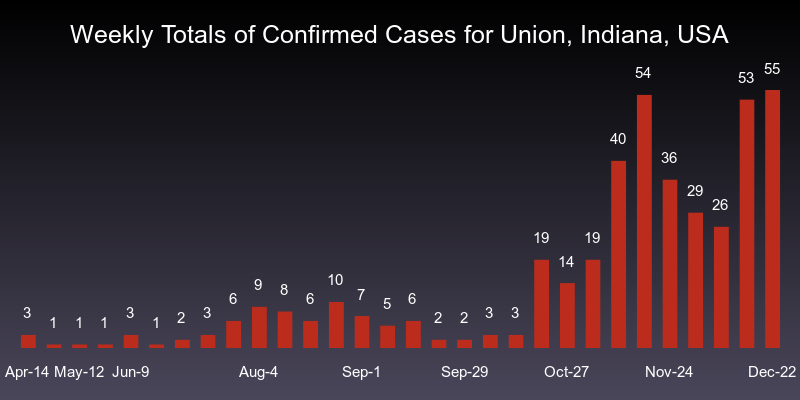 Weekly Totals of Confirmed Cases for Union, Indiana, USA
3 1 1 1 3 1 2 3 6 9 8 6 10 7 5 6 2 2 3 3 19 14 19 40 54 36 29 26 53 55
Apr-14 May-12 Jun-9 Aug-4 Sep-1 Sep-29 Oct-27 Nov-24 Dec-22